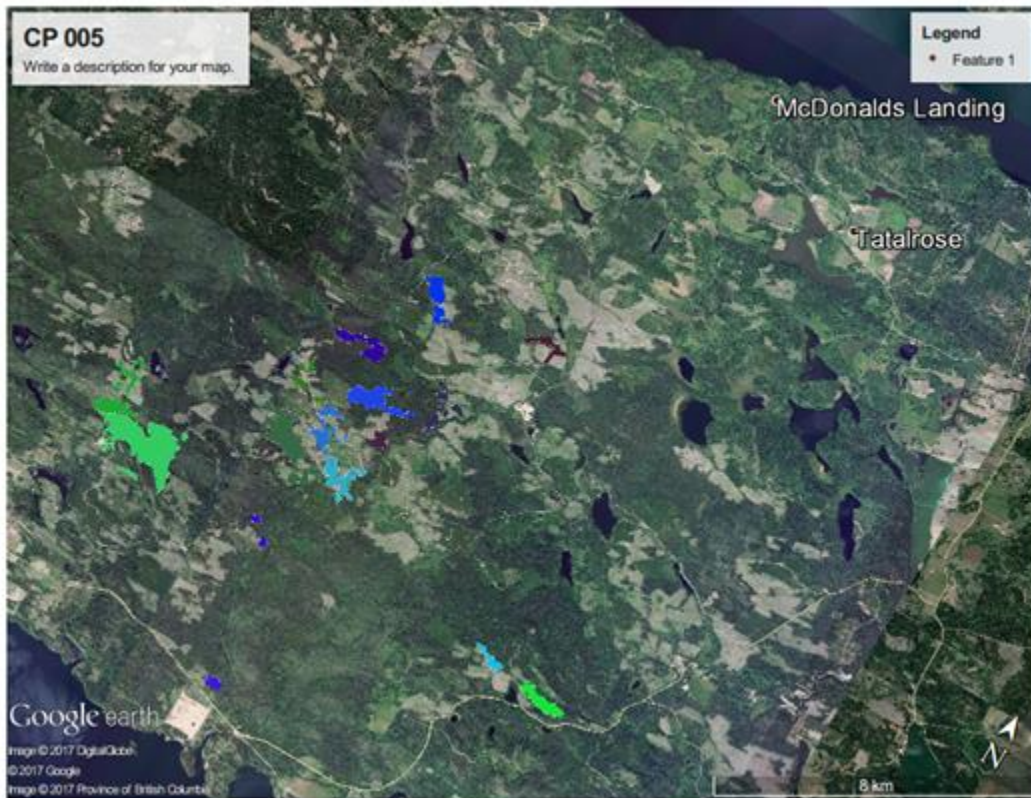 CP 005
Write a description for your map.
Legend
Feature 1
McDonalds Landing
Tatalrose
Google earth
Image © 2017 DigitalGlobe
© 2017 Google
Image © 2017 Province of British Columbia
8 km
N